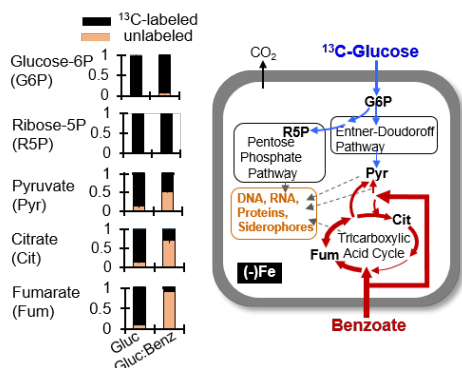 ¹³C-labeled
unlabeled
Glucose-6P
(G6P)
1
0.5
0
Ribose-5P
(R5P)
1
0.5
0
Pyruvate
(Pyr)
1
0.5
0
Citrate
(Cit)
1
0.5
0
Fumarate
(Fum)
1
0.5
0
Gluc
Gluc:Benz
CO₂
¹³C-Glucose
G6P
R5P
Pentose
Phosphate
Pathway
Entner-Doudoroff
Pathway
Pyr
DNA, RNA,
Proteins,
Siderophores
Cit
Tricarboxylic
Acid Cycle
Fum
(-)Fe
Benzoate